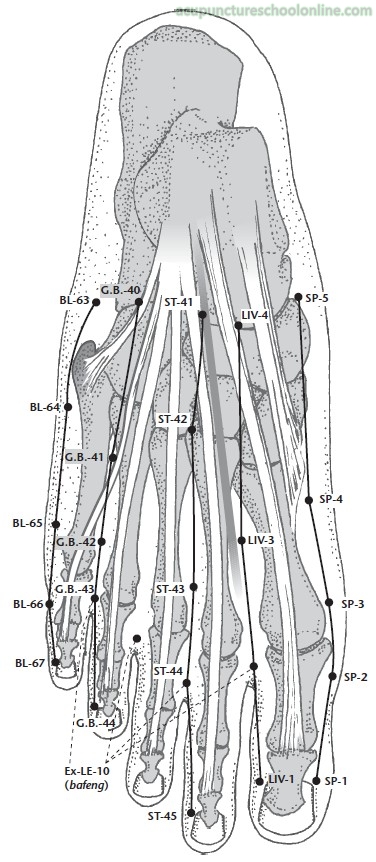 acupunctureschoolonline.com
G.B.-40
BL-63
ST-41
LIV-4
SP-5
BL-64
ST-42
G.B.-41
SP-4
BL-65
G.B.-42
LIV-3
G.B.-43
ST-43
BL-66
SP-3
BL-67
ST-44
SP-2
G.B.-44
Ex-LE-10
(bafeng)
LIV-1
SP-1
ST-45